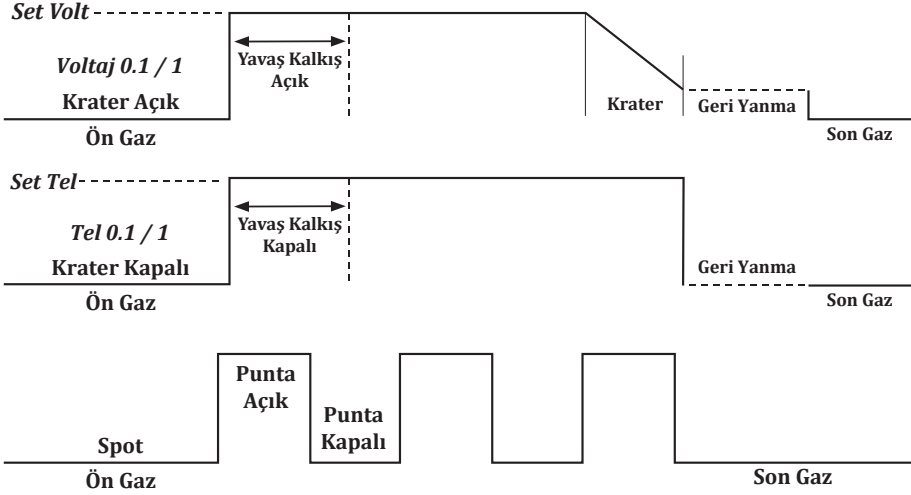 Set Volt
Yavaş Kalkış
Açık
Voltaj 0.1 / 1
Krater Açık
Krater
Geri Yanma
Ön Gaz
Son Gaz
Set Tel
Yavaş Kalkış
Kapalı
Tel 0.1 / 1
Krater Kapalı
Geri Yanma
Ön Gaz
Son Gaz
Punta
Açık
Punta
Kapalı
Spot
Ön Gaz
Son Gaz